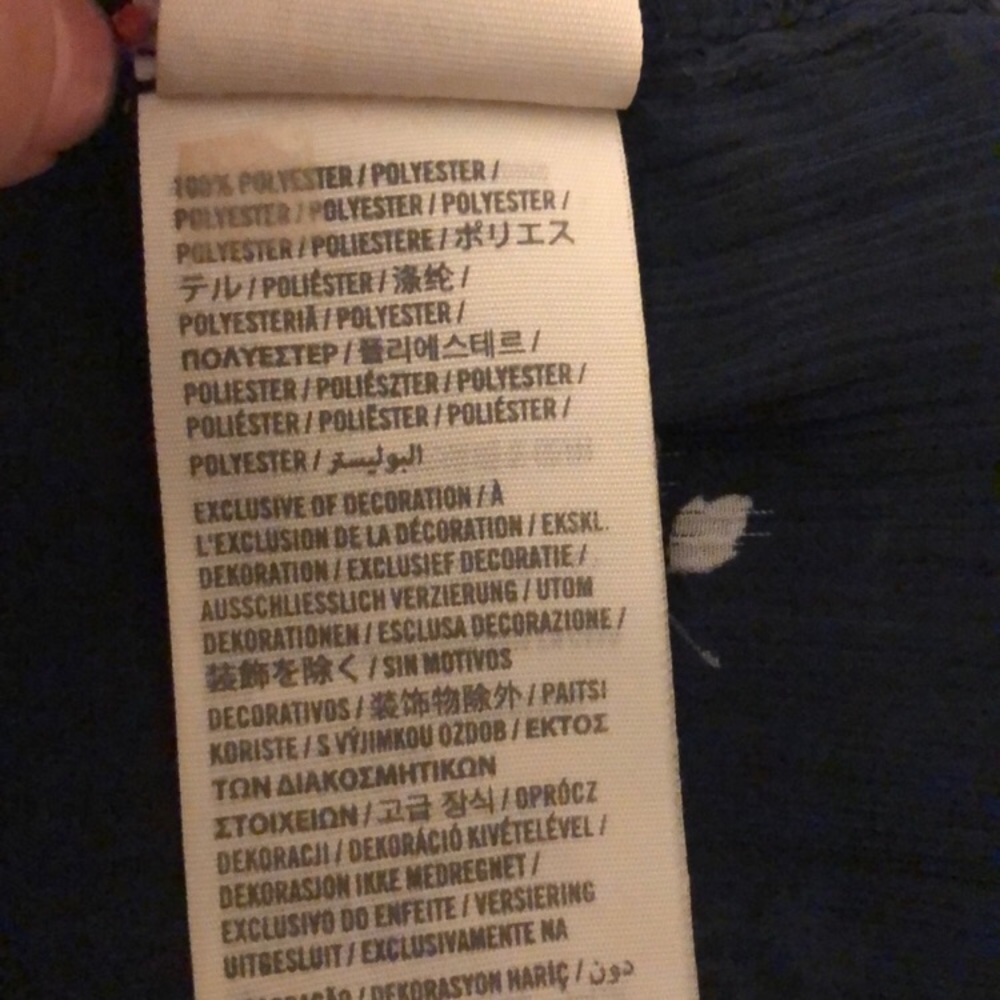 100% POLYESTER / POLYESTER /
POLYESTER / POLYESTER / POLYESTER /
POLYESTER / POLIESTERE / ポリエス
テル / POLIÉSTER / 涤纶 /
POLYESTERIÄ / POLYESTER /
ΠΟΛΥΕΣΤΕΡ / 폴리에스테르 /
POLIESTER / POLIÉSZTER / POLYESTER /
POLIÉSTER / POLIËSTER / POLIÉSTER /
POLYESTER / البوليستر
EXCLUSIVE OF DECORATION / À
L'EXCLUSION DE LA DÉCORATION / EKSKL.
DEKORATION / EXCLUSIEF DECORATIE /
AUSSCHLIESSLICH VERZIERUNG / UTOM
DEKORATIONEN / ESCLUSA DECORAZIONE /
装飾を除く / SIN MOTIVOS
DECORATIVOS / 装饰物除外 / PAITSI
KORISTE / S VÝJIMKOU OZDOB / ΕΚΤΟΣ
ΤΩΝ ΔΙΑΚΟΣΜΗΤΙΚΩΝ
ΣΤΟΙΧΕΙΩΝ / 고급 장식 / OPRÓCZ
DEKORACJI / DEKORÁCIÓ KIVÉTELÉVEL /
DEKORASJON IKKE MEDREGNET /
EXCLUSIVO DO ENFEITE / VERSIERING
UITGESLUIT / EXCLUSIVAMENTE NA
/ DEKORASYON HARİÇ / دون